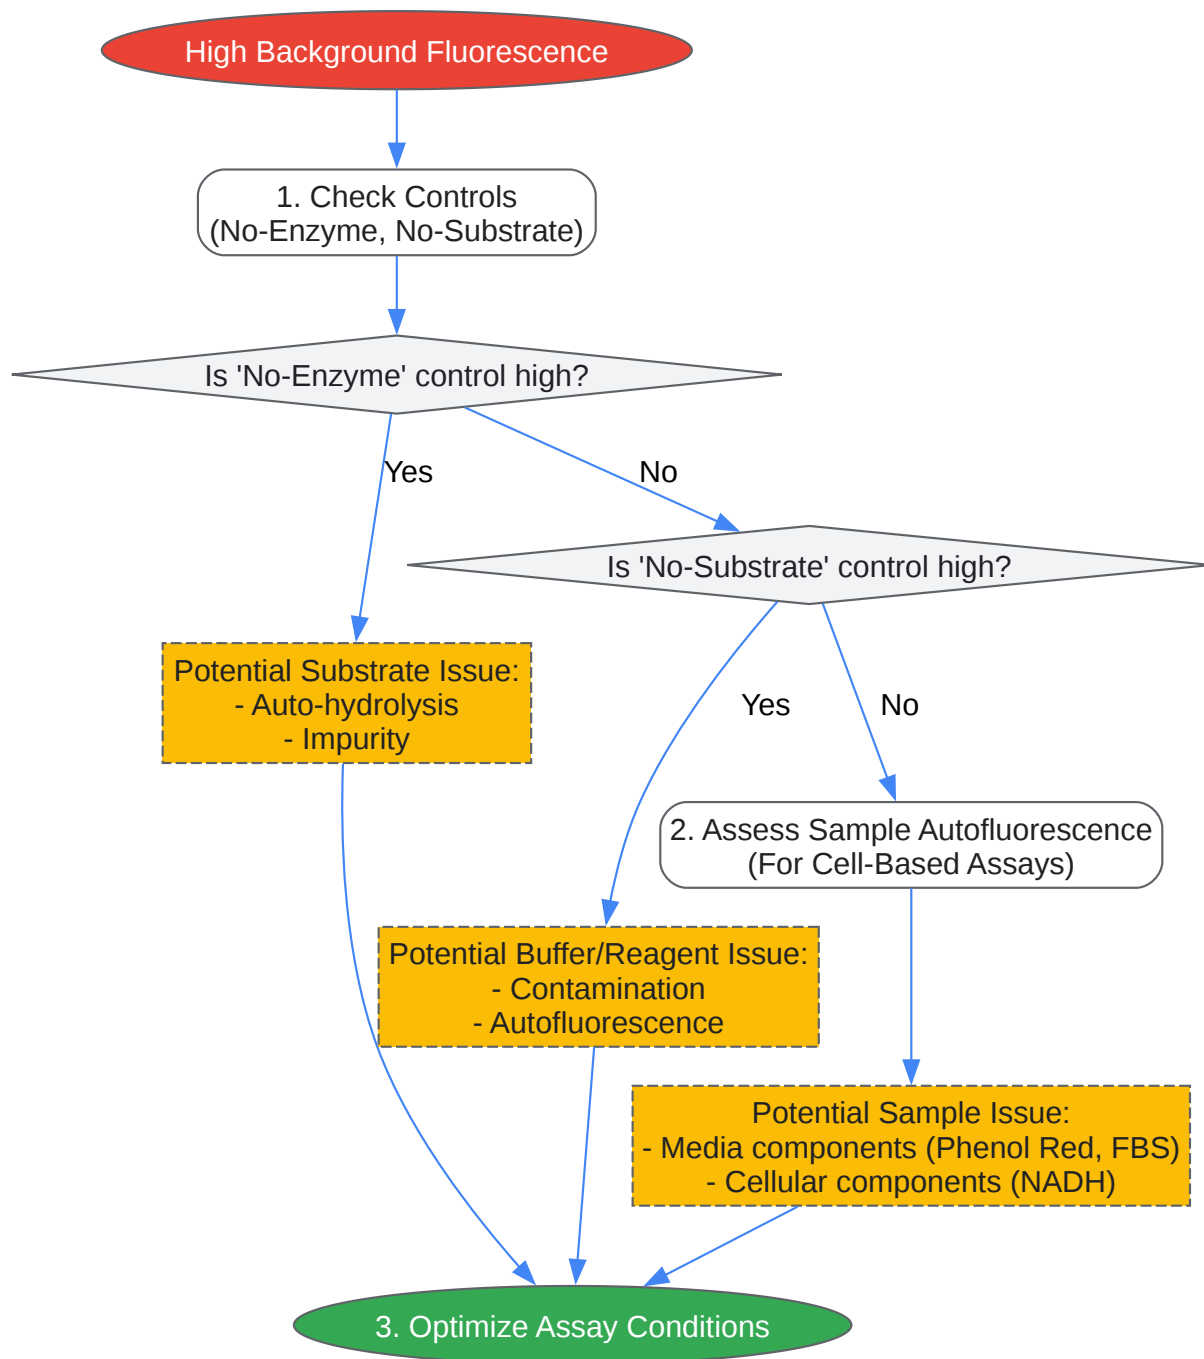 High Background Fluorescence
1. Check Controls
(No-Enzyme, No-Substrate)
Is 'No-Enzyme' control high?
Yes
No
Is 'No-Substrate' control high?
Potential Substrate Issue:
- Auto-hydrolysis
- Impurity
Yes
No
2. Assess Sample Autofluorescence
(For Cell-Based Assays)
Potential Buffer/Reagent Issue:
- Contamination
- Autofluorescence
Potential Sample Issue:
- Media components (Phenol Red, FBS)
- Cellular components (NADH)
3. Optimize Assay Conditions